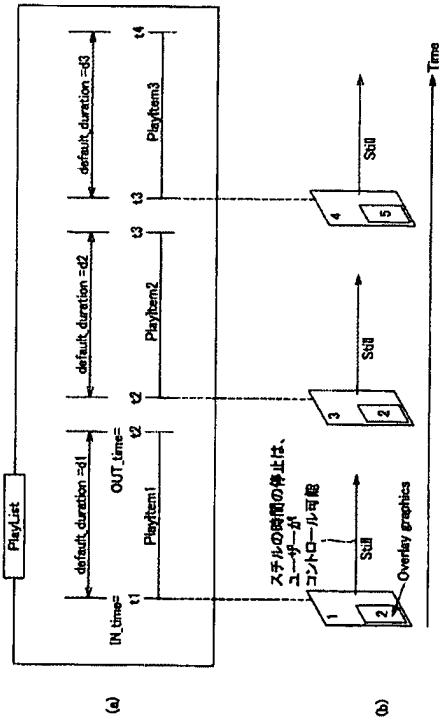 (a)
PlayList
default_duration =d1
default_duration =d2
default_duration =d3
IN_time=
OUT_time=
t1
t2
t2
t3
t3
t4
PlayItem1
PlayItem2
PlayItem3
(b)
ステルの時間の停止は、
ユーザーが
コントロール可能
1
2
Still
3
2
Still
4
5
Still
Overlay graphics
Time